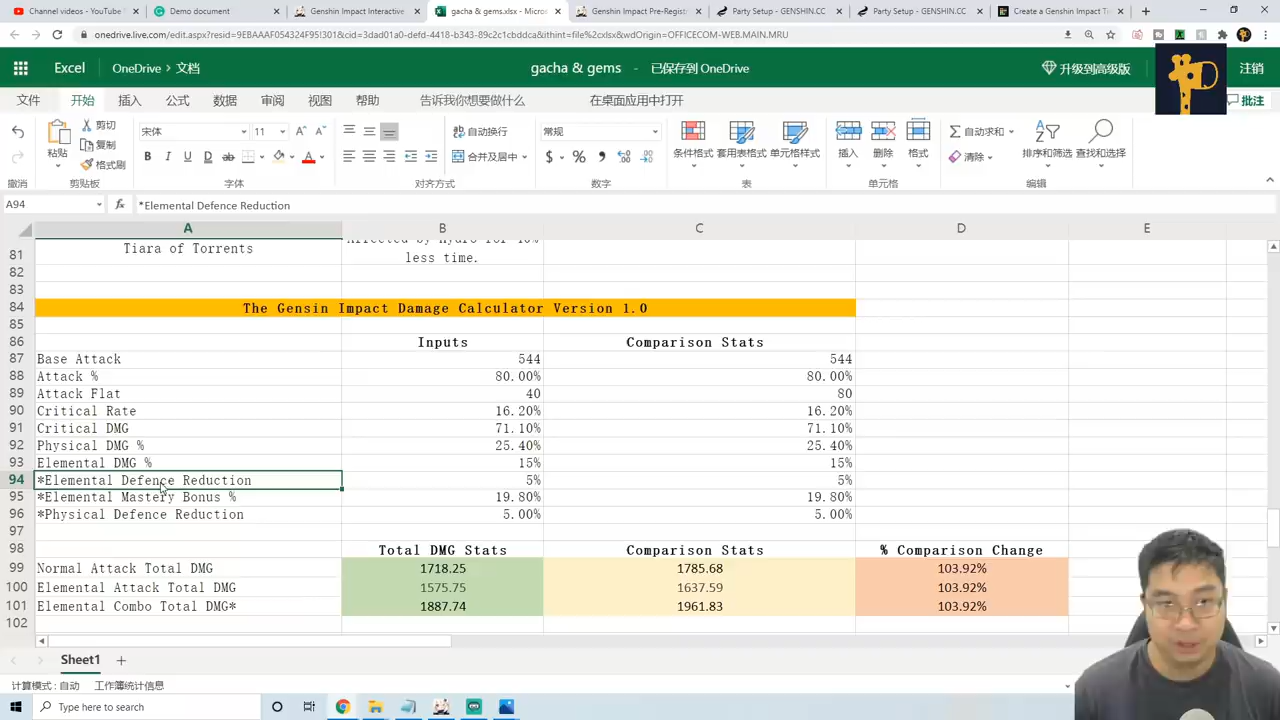 Channel videos - YouTube
Demo document
Genshin Impact Interactive
gacha & gems.xlsx - Micros
Genshin Impact Pre-Registr
Party Setup - GENSHIN.CC
Party Setup - GENSHIN.CC
Create a Genshin Impact Ti
onedrive.live.com/edit.aspx?resid=9EBAAAF054234F951!301&cid=3dad01a0-defd-4418-b343-89c2c1cbddca&ithint=file%2cxlsx&wdOrigin=OFFICECOM-WEB.MAIN.MRU
Excel OneDrive > 文档 gacha & gems - 已保存到 OneDrive 升级到高级版 注销
文件 开始 插入 公式 数据 审阅 视图 帮助 告诉我你想要做什么 在桌面应用中打开 批注
粘贴 剪切 复制 格式刷
宋体 11
B I U D ab A
自动换行
合并及居中
常规
$ % 9
条件格式 套用表格格式 单元格样式
插入 删除 格式
自动求和 清除
排序和筛选 查找和选择
撤消 剪贴板 字体 对齐方式 数字 表 单元格 编辑
A94 fx *Elemental Defence Reduction
A B C D E
81 Tiara of Torrents less time.
82
83
84 The Gensin Impact Damage Calculator Version 1.0
85
86 Inputs Comparison Stats
87 Base Attack 544 544
88 Attack % 80.00% 80.00%
89 Attack Flat 40 80
90 Critical Rate 16.20% 16.20%
91 Critical DMG 71.10% 71.10%
92 Physical DMG % 25.40% 25.40%
93 Elemental DMG % 15% 15%
94 *Elemental Defence Reduction 5% 5%
95 *Elemental Mastery Bonus % 19.80% 19.80%
96 *Physical Defence Reduction 5.00% 5.00%
97
98 Total DMG Stats Comparison Stats % Comparison Change
99 Normal Attack Total DMG 1718.25 1785.68 103.92%
100 Elemental Attack Total DMG 1575.75 1637.59 103.92%
101 Elemental Combo Total DMG* 1887.74 1961.83 103.92%
102
Sheet1
计算模式: 自动 工作簿统计信息
Type here to search